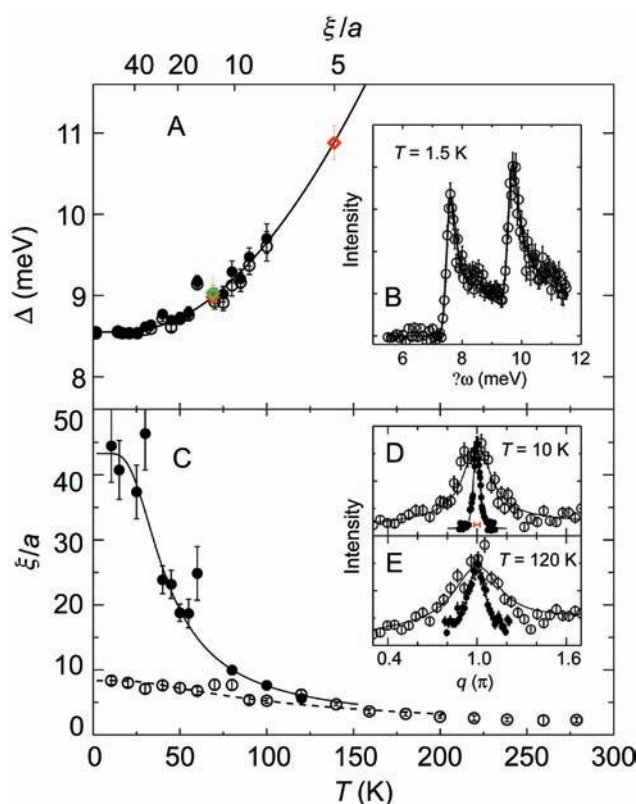 ξ/a
40 20 10 5
A
11
10
9
8
Δ (meV)
T = 1.5 K
Intensity
B
6 8 10 12
?ω (meV)
50
40
30
20
10
0
ξ/a
C
D
T = 10 K
E
T = 120 K
Intensity
0.4 1.0 1.6
q (π)
0 50 100 150 200 250 300
T (K)